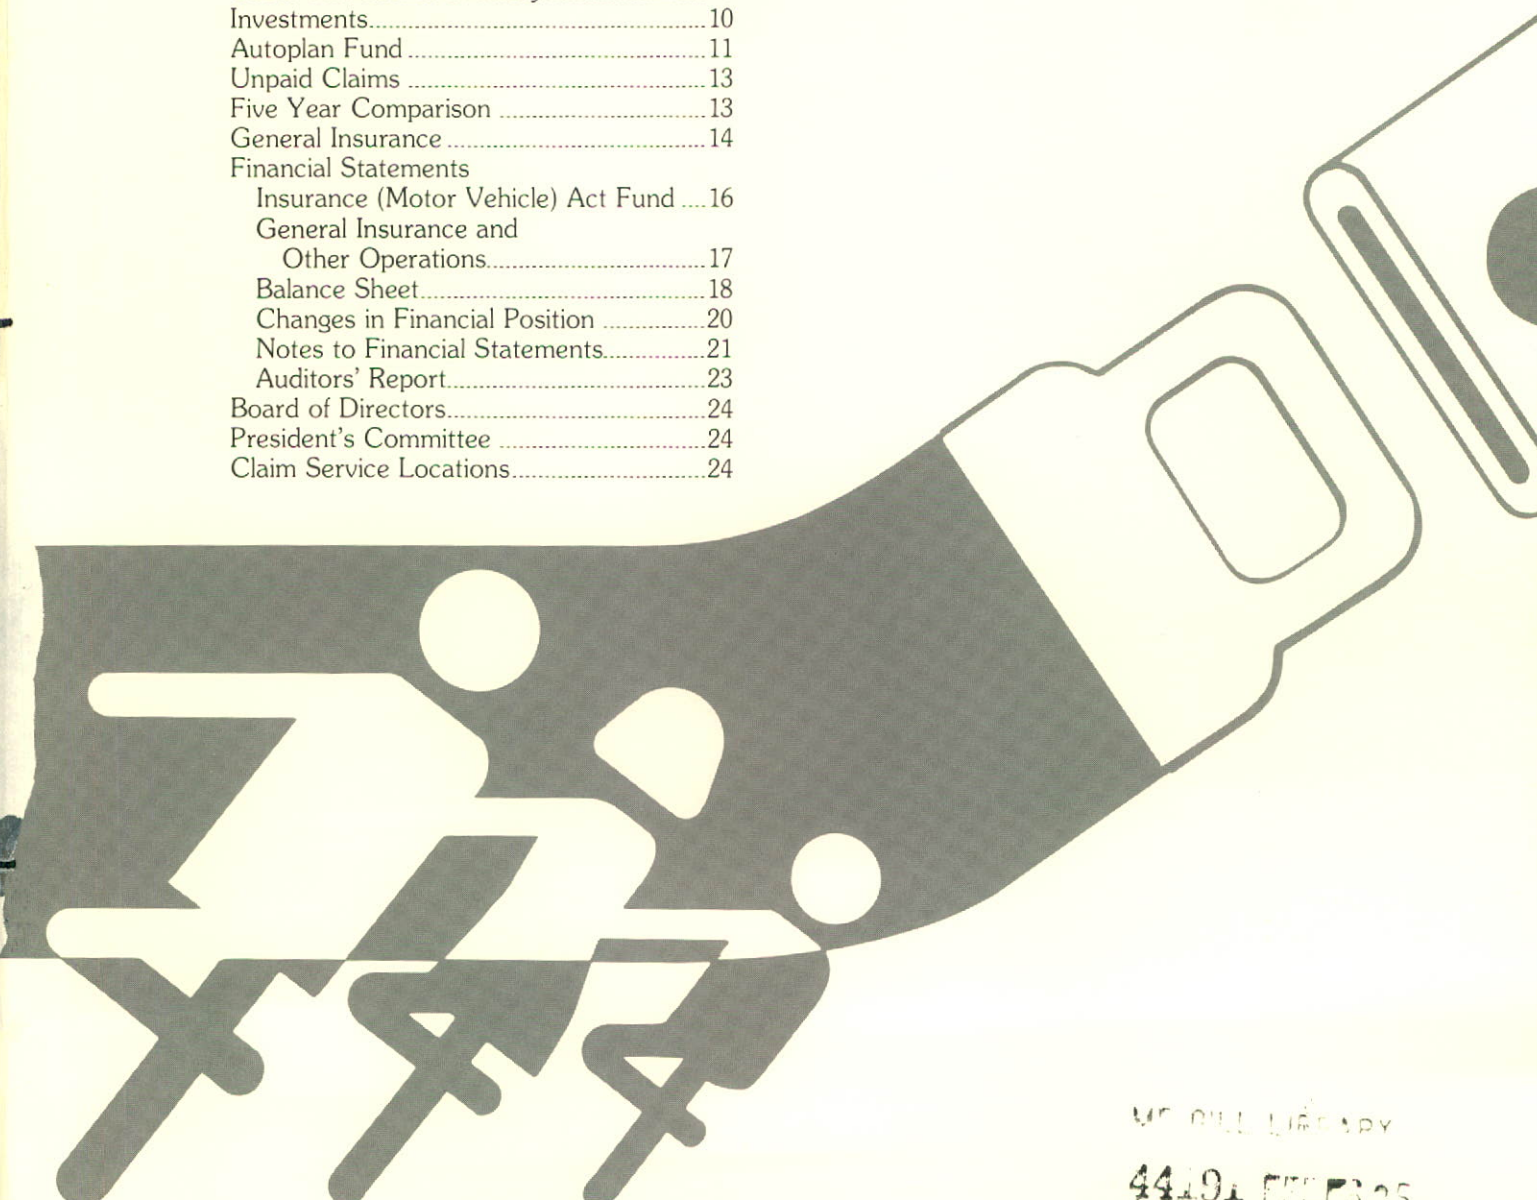 Investments 10
Autoplan Fund 11
Unpaid Claims 13
Five Year Comparison 13
General Insurance 14
Financial Statements
Insurance (Motor Vehicle) Act Fund 16
General Insurance and
Other Operations 17
Balance Sheet 18
Changes in Financial Position 20
Notes to Financial Statements 21
Auditors' Report 23
Board of Directors 24
President's Committee 24
Claim Service Locations 24
LIBRARY